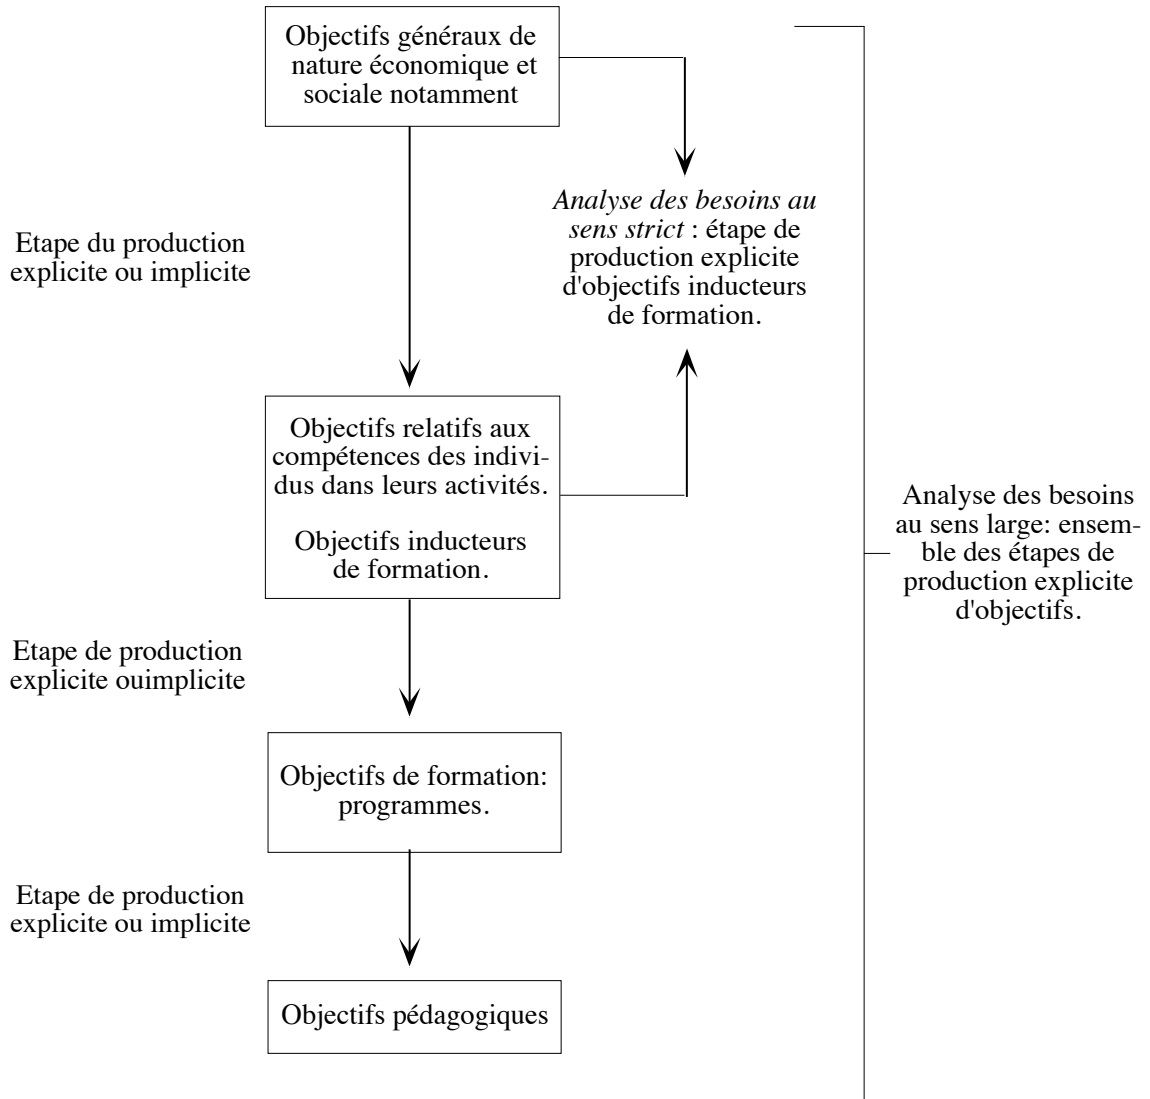 Objectifs généraux de
nature économique et
sociale notamment
Analyse des besoins au
sens strict : étape de
production explicite
d'objectifs inducteurs
de formation.
Etape du production
explicite ou implicite
Objectifs relatifs aux
compétences des indivi-
dus dans leurs activités.
Objectifs inducteurs
de formation.
Analyse des besoins
au sens large: ensem-
ble des étapes de
production explicite
d'objectifs.
Etape de production
explicite ouimplicite
Objectifs de formation:
programmes.
Etape de production
explicite ou implicite
Objectifs pédagogiques